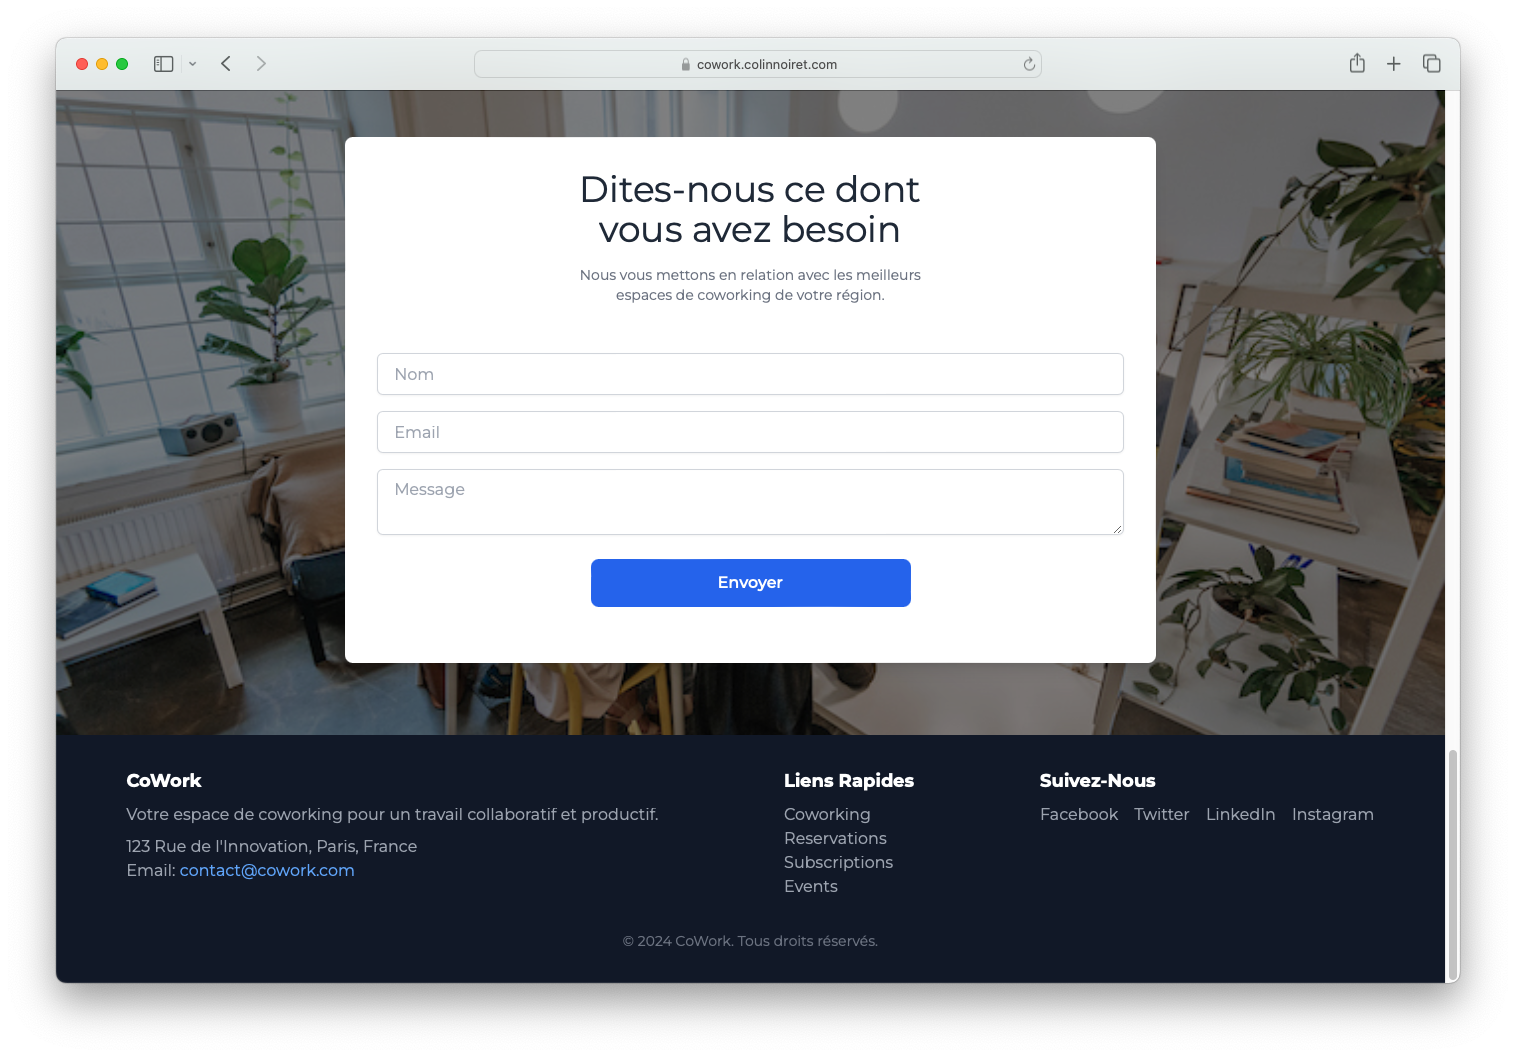 cowork.colinnoiret.com
Dites-nous ce dont
vous avez besoin
Nous vous mettons en relation avec les meilleurs
espaces de coworking de votre région.
Nom
Email
Message
Envoyer
CoWork
Votre espace de coworking pour un travail collaboratif et productif.
123 Rue de l'Innovation, Paris, France
Email: contact@cowork.com
Liens Rapides
Coworking
Reservations
Subscriptions
Events
Suivez-Nous
Facebook Twitter LinkedIn Instagram
© 2024 CoWork. Tous droits réservés.